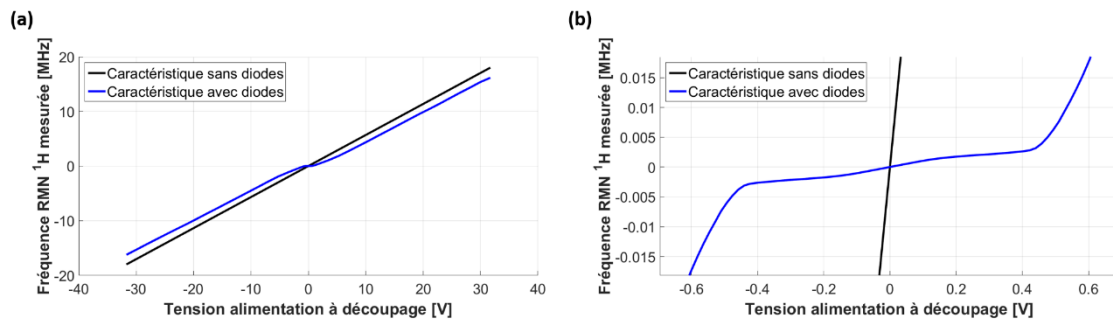 (a)
Fréquence RMN ¹H mesurée [MHz]
20
10
0
-10
-20
Caractéristique sans diodes
Caractéristique avec diodes
-40
-30
-20
-10
0
10
20
30
40
Tension alimentation à découpage [V]
(b)
Fréquence RMN ¹H mesurée [MHz]
0.015
0.01
0.005
0
-0.005
-0.01
-0.015
Caractéristique sans diodes
Caractéristique avec diodes
-0.6
-0.4
-0.2
0
0.2
0.4
0.6
Tension alimentation à découpage [V]